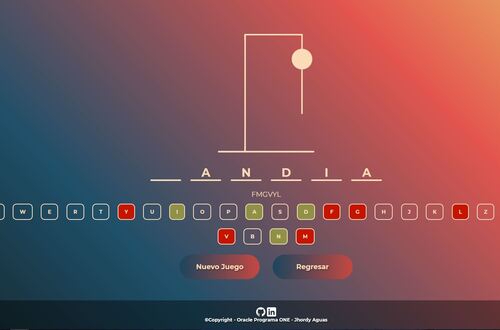 _ A N D I A
FMGVYL
W E R T Y U I O P A S D F G H J K L Z
V B N M
Nuevo Juego Regresar
©Copyright - Oracle Programa ONE - Jhordy Aguas